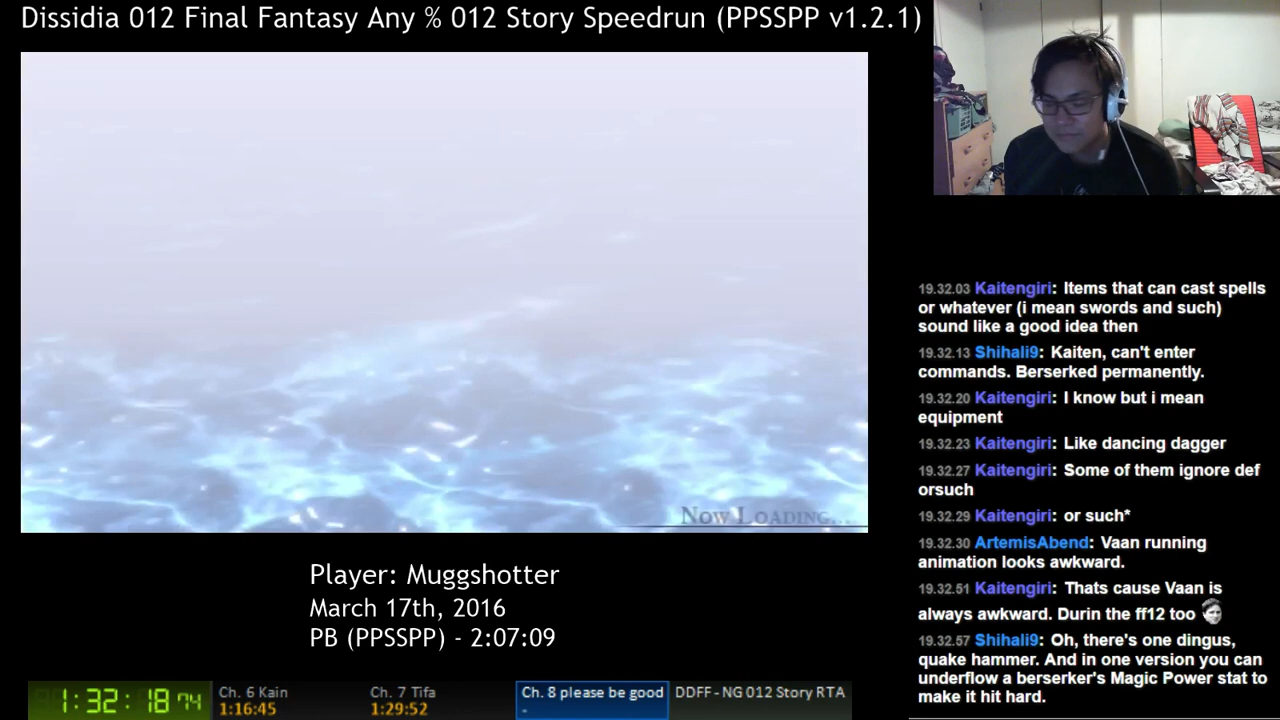 Dissidia 012 Final Fantasy Any % 012 Story Speedrun (PPSSPP v1.2.1)
Now Loading...
19.32.03 Kaitengiri: Items that can cast spells
or whatever (i mean swords and such)
sound like a good idea then
19.32.13 Shihali9: Kaiten, can't enter
commands. Berserked permanently.
19.32.20 Kaitengiri: I know but i mean
equipment
19.32.23 Kaitengiri: Like dancing dagger
19.32.27 Kaitengiri: Some of them ignore def
orsuch
19.32.29 Kaitengiri: or such*
19.32.30 ArtemisAbend: Vaan running
animation looks awkward.
19.32.51 Kaitengiri: Thats cause Vaan is
always awkward. Durin the ff12 too
19.32.57 Shihali9: Oh, there's one dingus,
quake hammer. And in one version you can
underflow a berserker's Magic Power stat to
make it hit hard.
Player: Muggshotter
March 17th, 2016
PB (PPSSPP) - 2:07:09
1:32:18 74
Ch. 6 Kain
1:16:45
Ch. 7 Tifa
1:29:52
Ch. 8 please be good
-
DDFF - NG 012 Story RTA